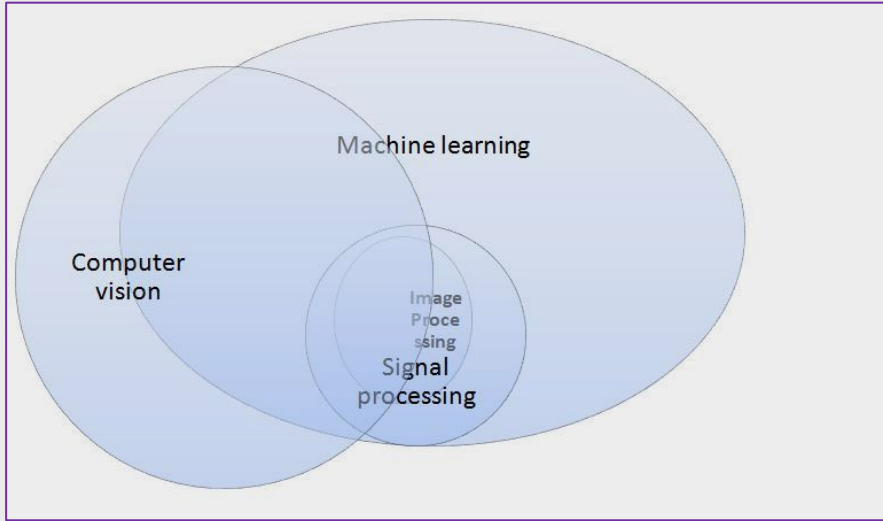 Machine learning
Computer
vision
Image
Proce
ssing
Signal
processing